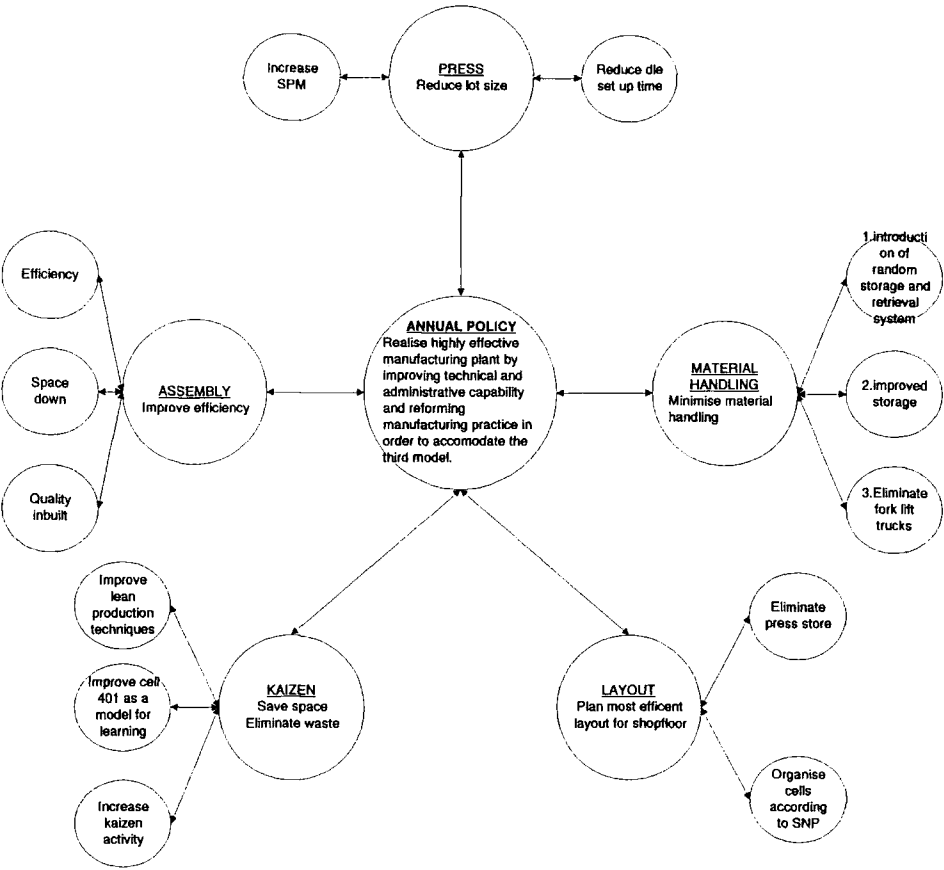 Increase
SPM
PRESS
Reduce lot size
Reduce die
set up time
Efficiency
Space
down
Quality
inbuilt
ASSEMBLY
Improve efficiency
ANNUAL POLICY
Realise highly effective
manufacturing plant by
improving technical and
administrative capability
and reforming
manufacturing practice in
order to accomodate the
third model.
MATERIAL
HANDLING
Minimise material
handling
1.introducti
on of
random
storage and
retrieval
system
2.improved
storage
3.Eliminate
fork lift
trucks
Improve
lean
production
techniques
Improve cell
401 as a
model for
learning
Increase
kaizen
activity
KAIZEN
Save space
Eliminate waste
LAYOUT
Plan most efficent
layout for shopfloor
Eliminate
press store
Organise
cells
according
to SNP